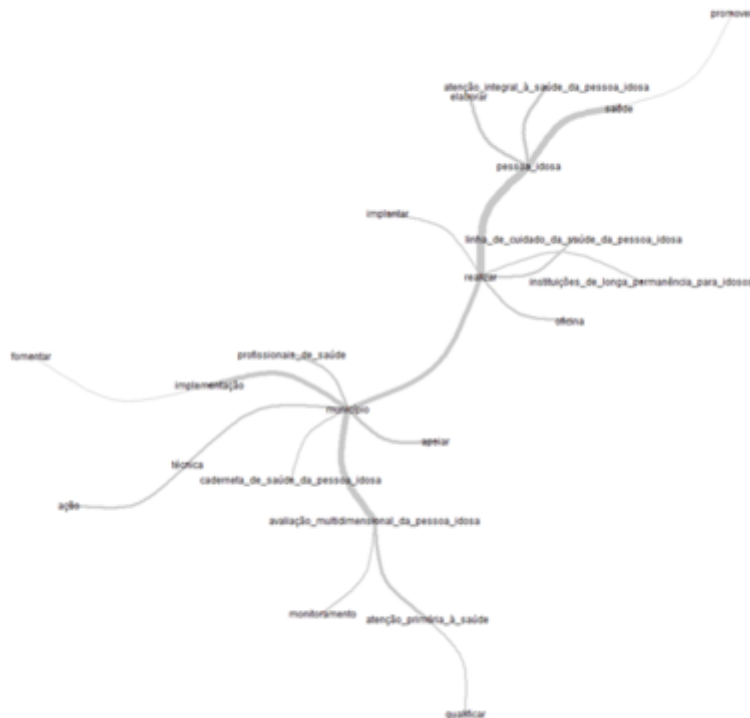 promover
atenção_integral_à_saúde_da_pessoa_idosa
elaborar
saúde
pessoa_idosa
implantar
linha_de_cuidado_da_saúde_da_pessoa_idosa
realizar
instituições_de_longa_permanência_para_idosos
oficina
profissionais_de_saúde
fomentar
implementação
município
apoiar
técnica
caderneta_de_saúde_da_pessoa_idosa
ação
avaliação_multidimensional_da_pessoa_idosa
monitoramento
atenção_primária_à_saúde
qualificar